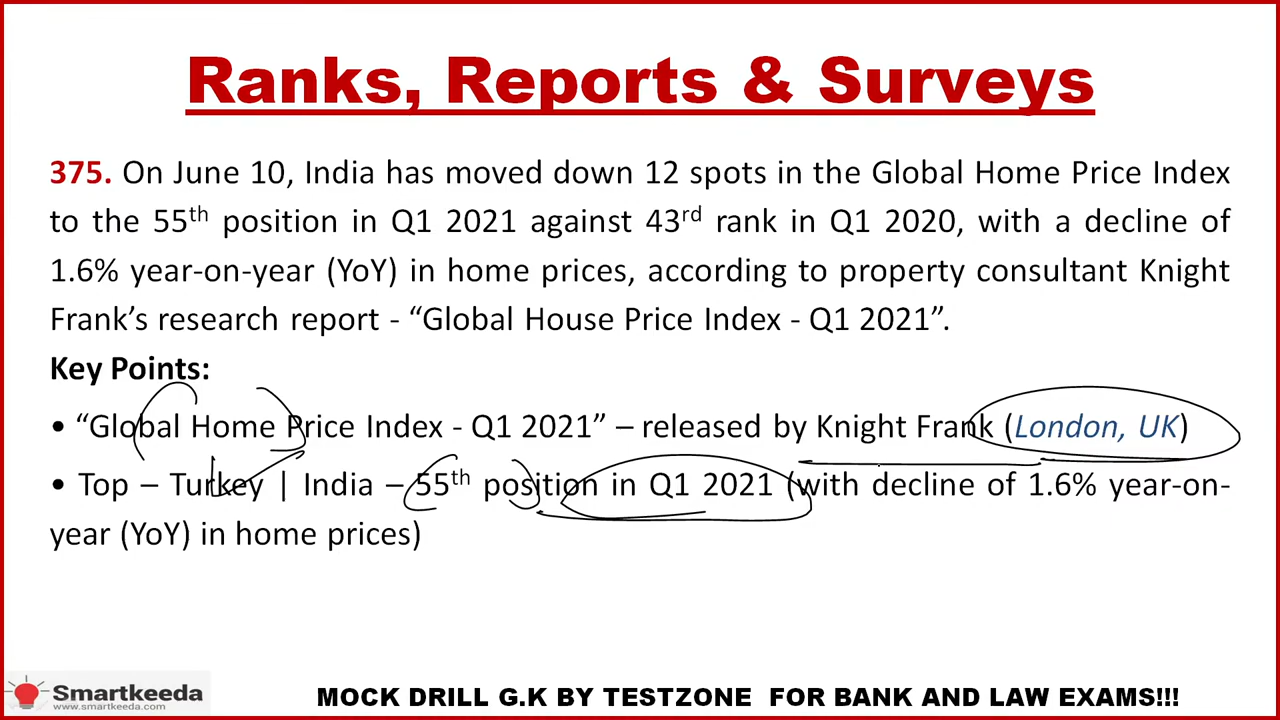 Ranks, Reports & Surveys
375. On June 10, India has moved down 12 spots in the Global Home Price Index
to the 55th position in Q1 2021 against 43rd rank in Q1 2020, with a decline of
1.6% year-on-year (YoY) in home prices, according to property consultant Knight
Frank’s research report - “Global House Price Index - Q1 2021”.
Key Points:
• “Global Home Price Index - Q1 2021” – released by Knight Frank (London, UK)
• Top – Turkey | India – 55th position in Q1 2021 (with decline of 1.6% year-on-
year (YoY) in home prices)
Smartkeeda
www.smartkeeda.com
MOCK DRILL G.K BY TESTZONE FOR BANK AND LAW EXAMS!!!